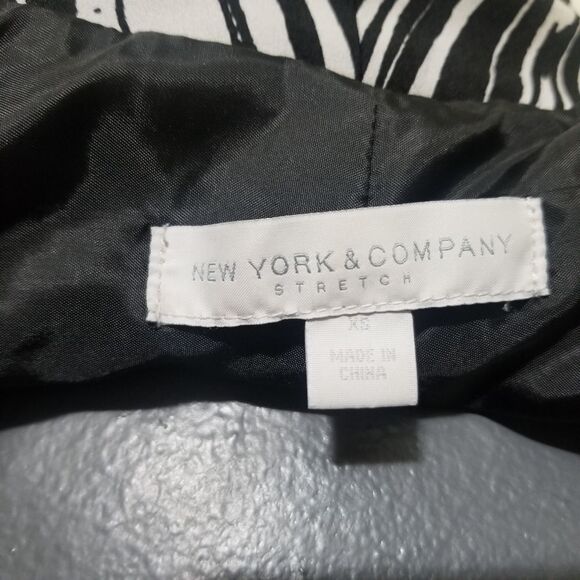 NEW YORK & COMPANY
STRETCH
XS
MADE IN
CHINA